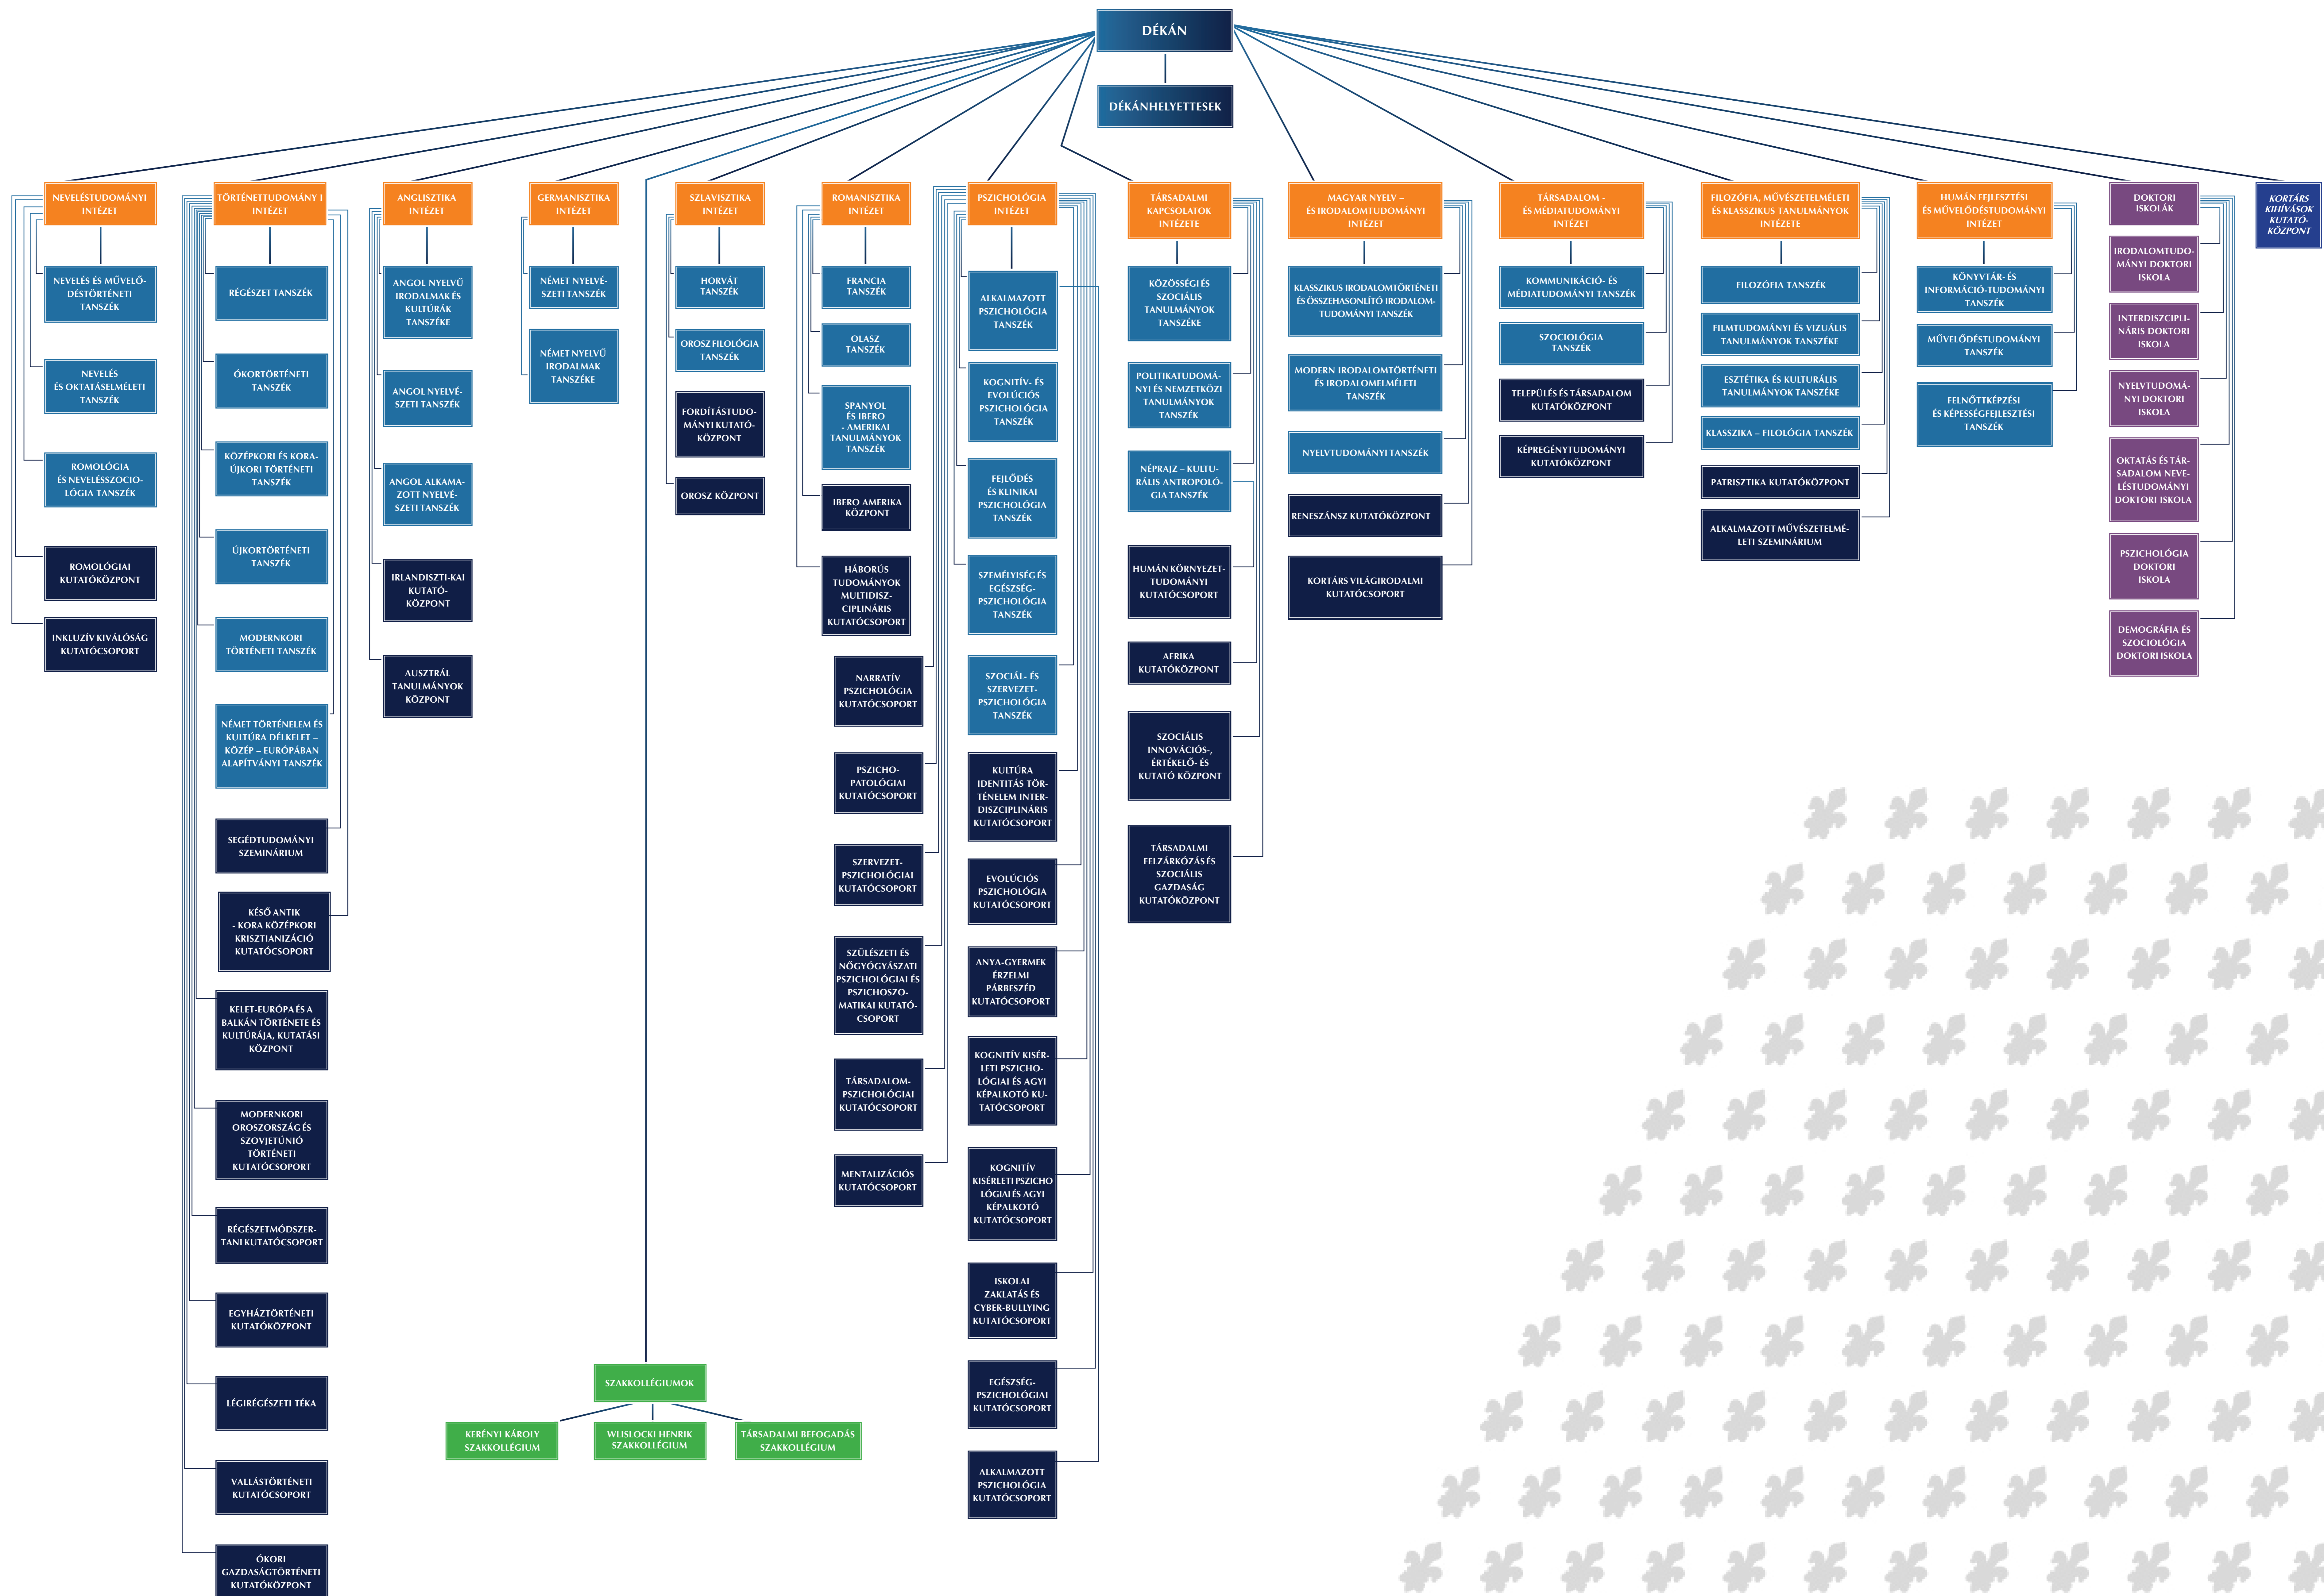 DÉKÁN
DÉKÁNHELYETTESEK
NEVELÉSTUDOMÁNYI
INTÉZET
NEVELÉS ÉS MŰVELŐ-
DÉSTÖRTÉNETI
TANSZÉK
NEVELÉS
ÉS OKTATÁSELMÉLETI
TANSZÉK
ROMOLÓGIA
ÉS NEVELÉSSZOCIO-
LÓGIA TANSZÉK
ROMOLÓGIAI
KUTATÓKÖZPONT
INKLUZÍV KIVÁLÓSÁG
KUTATÓCSOPORT
TÖRTÉNETTUDOMÁNY I
INTÉZET
RÉGÉSZET TANSZÉK
ÓKORTÖRTÉNETI
TANSZÉK
KÖZÉPKORI ÉS KORA-
ÚJKORI TÖRTÉNETI
TANSZÉK
ÚJKORTÖRTÉNETI
TANSZÉK
MODERNKORI
TÖRTÉNETI TANSZÉK
NÉMET TÖRTÉNELEM ÉS
KULTÚRA DÉLKELET –
KÖZÉP – EURÓPÁBAN
ALAPÍTVÁNYI TANSZÉK
SEGÉDTUDOMÁNYI
SZEMINÁRIUM
KÉSŐ ANTIK
- KORA KÖZÉPKORI
KRISZTIANIZÁCIÓ
KUTATÓCSOPORT
KELET-EURÓPA ÉS A
BALKÁN TÖRTÉNETE ÉS
KULTÚRÁJA, KUTATÁSI
KÖZPONT
MODERNKORI
OROSZORSZÁG ÉS
SZOVJETÚNIÓ
TÖRTÉNETI
KUTATÓCSOPORT
RÉGÉSZETMÓDSZER-
TANI KUTATÓCSOPORT
EGYHÁZTÖRTÉNETI
KUTATÓKÖZPONT
LÉGIRÉGÉSZETI TÉKA
VALLÁSTÖRTÉNETI
KUTATÓCSOPORT
ÓKORI
GAZDASÁGTÖRTÉNETI
KUTATÓKÖZPONT
ANGLISZTIKA
INTÉZET
ANGOL NYELVŰ
IRODALMAK ÉS
KULTÚRÁK
TANSZÉKE
ANGOL NYELVÉ-
SZETI TANSZÉK
ANGOL ALKAMA-
ZOTT NYELVÉ-
SZETI TANSZÉK
IRLANDISZTI-KAI
KUTATÓ-
KÖZPONT
AUSZTRÁL
TANULMÁNYOK
KÖZPONT
GERMANISZTIKA
INTÉZET
NÉMET NYELVÉ-
SZETI TANSZÉK
NÉMET NYELVŰ
IRODALMAK
TANSZÉKE
SZLAVISZTIKA
INTÉZET
HORVÁT
TANSZÉK
OROSZ FILOLÓGIA
TANSZÉK
FORDÍTÁSTUDO-
MÁNYI KUTATÓ-
KÖZPONT
OROSZ KÖZPONT
SZAKKOLLÉGIUMOK
KERÉNYI KÁROLY
SZAKKOLLÉGIUM
WLISLOCKI HENRIK
SZAKKOLLÉGIUM
TÁRSADALMI BEFOGADÁS
SZAKKOLLÉGIUM
ROMANISZTIKA
INTÉZET
FRANCIA
TANSZÉK
OLASZ
TANSZÉK
SPANYOL
ÉS IBERO
- AMERIKAI
TANULMÁNYOK
TANSZÉK
IBERO AMERIKA
KÖZPONT
HÁBORÚS
TUDOMÁNYOK
MULTIDISZ-
CIPLINÁRIS
KUTATÓCSOPORT
NARRATÍV
PSZICHOLÓGIA
KUTATÓCSOPORT
PSZICHO-
PATOLÓGIAI
KUTATÓCSOPORT
SZERVEZET-
PSZICHOLÓGIAI
KUTATÓCSOPORT
SZÜLÉSZETI ÉS
NŐGYÓGYÁSZATI
PSZICHOLÓGIAI ÉS
PSZICHOSZO-
MATIKAI KUTATÓ-
CSOPORT
TÁRSADALOM-
PSZICHOLÓGIAI
KUTATÓCSOPORT
MENTALIZÁCIÓS
KUTATÓCSOPORT
PSZICHOLÓGIA
INTÉZET
ALKALMAZOTT
PSZICHOLÓGIA
TANSZÉK
KOGNITÍV- ÉS
EVOLÚCIÓS
PSZICHOLÓGIA
TANSZÉK
FEJLŐDÉS
ÉS KLINIKAI
PSZICHOLÓGIA
TANSZÉK
SZEMÉLYISÉG ÉS
EGÉSZSÉG-
PSZICHOLÓGIA
TANSZÉK
SZOCIÁL- ÉS
SZERVEZET-
PSZICHOLÓGIA
TANSZÉK
KULTÚRA
IDENTITÁS TÖR-
TÉNELEM INTER-
DISZCIPLINÁRIS
KUTATÓCSOPORT
EVOLÚCIÓS
PSZICHOLÓGIA
KUTATÓCSOPORT
ANYA-GYERMEK
ÉRZELMI
PÁRBESZÉD
KUTATÓCSOPORT
KOGNITÍV KISÉR-
LETI PSZICHO-
LÓGIAI ÉS AGYI
KÉPALKOTÓ KU-
TATÓCSOPORT
KOGNITÍV
KISÉRLETI PSZICHO
LÓGIAI ÉS AGYI
KÉPALKOTÓ
KUTATÓCSOPORT
ISKOLAI
ZAKLATÁS ÉS
CYBER-BULLYING
KUTATÓCSOPORT
EGÉSZSÉG-
PSZICHOLÓGIAI
KUTATÓCSOPORT
ALKALMAZOTT
PSZICHOLÓGIA
KUTATÓCSOPORT
TÁRSADALMI
KAPCSOLATOK
INTÉZETE
KÖZÖSSÉGI ÉS
SZOCIÁLIS
TANULMÁNYOK
TANSZÉKE
POLITIKATUDOMÁ-
NYI ÉS NEMZETKÖZI
TANULMÁNYOK
TANSZÉK
NÉPRAJZ – KULTU-
RÁLIS ANTROPOLÓ-
GIA TANSZÉK
HUMÁN KÖRNYEZET-
TUDOMÁNYI
KUTATÓCSOPORT
AFRIKA
KUTATÓKÖZPONT
SZOCIÁLIS
INNOVÁCIÓS-,
ÉRTÉKELŐ- ÉS
KUTATÓ KÖZPONT
TÁRSADALMI
FELZÁRKÓZÁS ÉS
SZOCIÁLIS
GAZDASÁG
KUTATÓKÖZPONT
MAGYAR NYELV –
ÉS IRODALOMTUDOMÁNYI
INTÉZET
KLASSZIKUS IRODALOMTÖRTÉNETI
ÉS ÖSSZEHASONLÍTÓ IRODALOM-
TUDOMÁNYI TANSZÉK
MODERN IRODALOMTÖRTÉNETI
ÉS IRODALOMELMÉLETI
TANSZÉK
NYELVTUDOMÁNYI TANSZÉK
RENESZÁNSZ KUTATÓKÖZPONT
KORTÁRS VILÁGIRODALMI
KUTATÓCSOPORT
TÁRSADALOM -
ÉS MÉDIATUDOMÁNYI
INTÉZET
KOMMUNIKÁCIÓ- ÉS
MÉDIATUDOMÁNYI TANSZÉK
SZOCIOLÓGIA
TANSZÉK
TELEPÜLÉS ÉS TÁRSADALOM
KUTATÓKÖZPONT
KÉPREGÉNYTUDOMÁNYI
KUTATÓKÖZPONT
FILOZÓFIA, MŰVÉSZETELMÉLETI
ÉS KLASSZIKUS TANULMÁNYOK
INTÉZETE
FILOZÓFIA TANSZÉK
FILMTUDOMÁNYI ÉS VIZUÁLIS
TANULMÁNYOK TANSZÉKE
ESZTÉTIKA ÉS KULTURÁLIS
TANULMÁNYOK TANSZÉKE
KLASSZIKA – FILOLÓGIA TANSZÉK
PATRISZTIKA KUTATÓKÖZPONT
ALKALMAZOTT MŰVÉSZETELMÉ-
LETI SZEMINÁRIUM
HUMÁN FEJLESZTÉSI
ÉS MŰVELŐDÉSTUDOMÁNYI
INTÉZET
KÖNYVTÁR- ÉS
INFORMÁCIÓ-TUDOMÁNYI
TANSZÉK
MŰVELŐDÉSTUDOMÁNYI
TANSZÉK
FELNŐTTKÉPZÉSI
ÉS KÉPESSÉGFEJLESZTÉSI
TANSZÉK
DOKTORI
ISKOLÁK
IRODALOMTUDO-
MÁNYI DOKTORI
ISKOLA
INTERDISZCIPLI-
NÁRIS DOKTORI
ISKOLA
NYELVTUDOMÁ-
NYI DOKTORI
ISKOLA
OKTATÁS ÉS TÁR-
SADALOM NEVE-
LÉSTUDOMÁNYI
DOKTORI ISKOLA
PSZICHOLÓGIA
DOKTORI
ISKOLA
DEMOGRÁFIA ÉS
SZOCIOLÓGIA
DOKTORI ISKOLA
KORTÁRS
KIHÍVÁSOK
KUTATÓ-
KÖZPONT